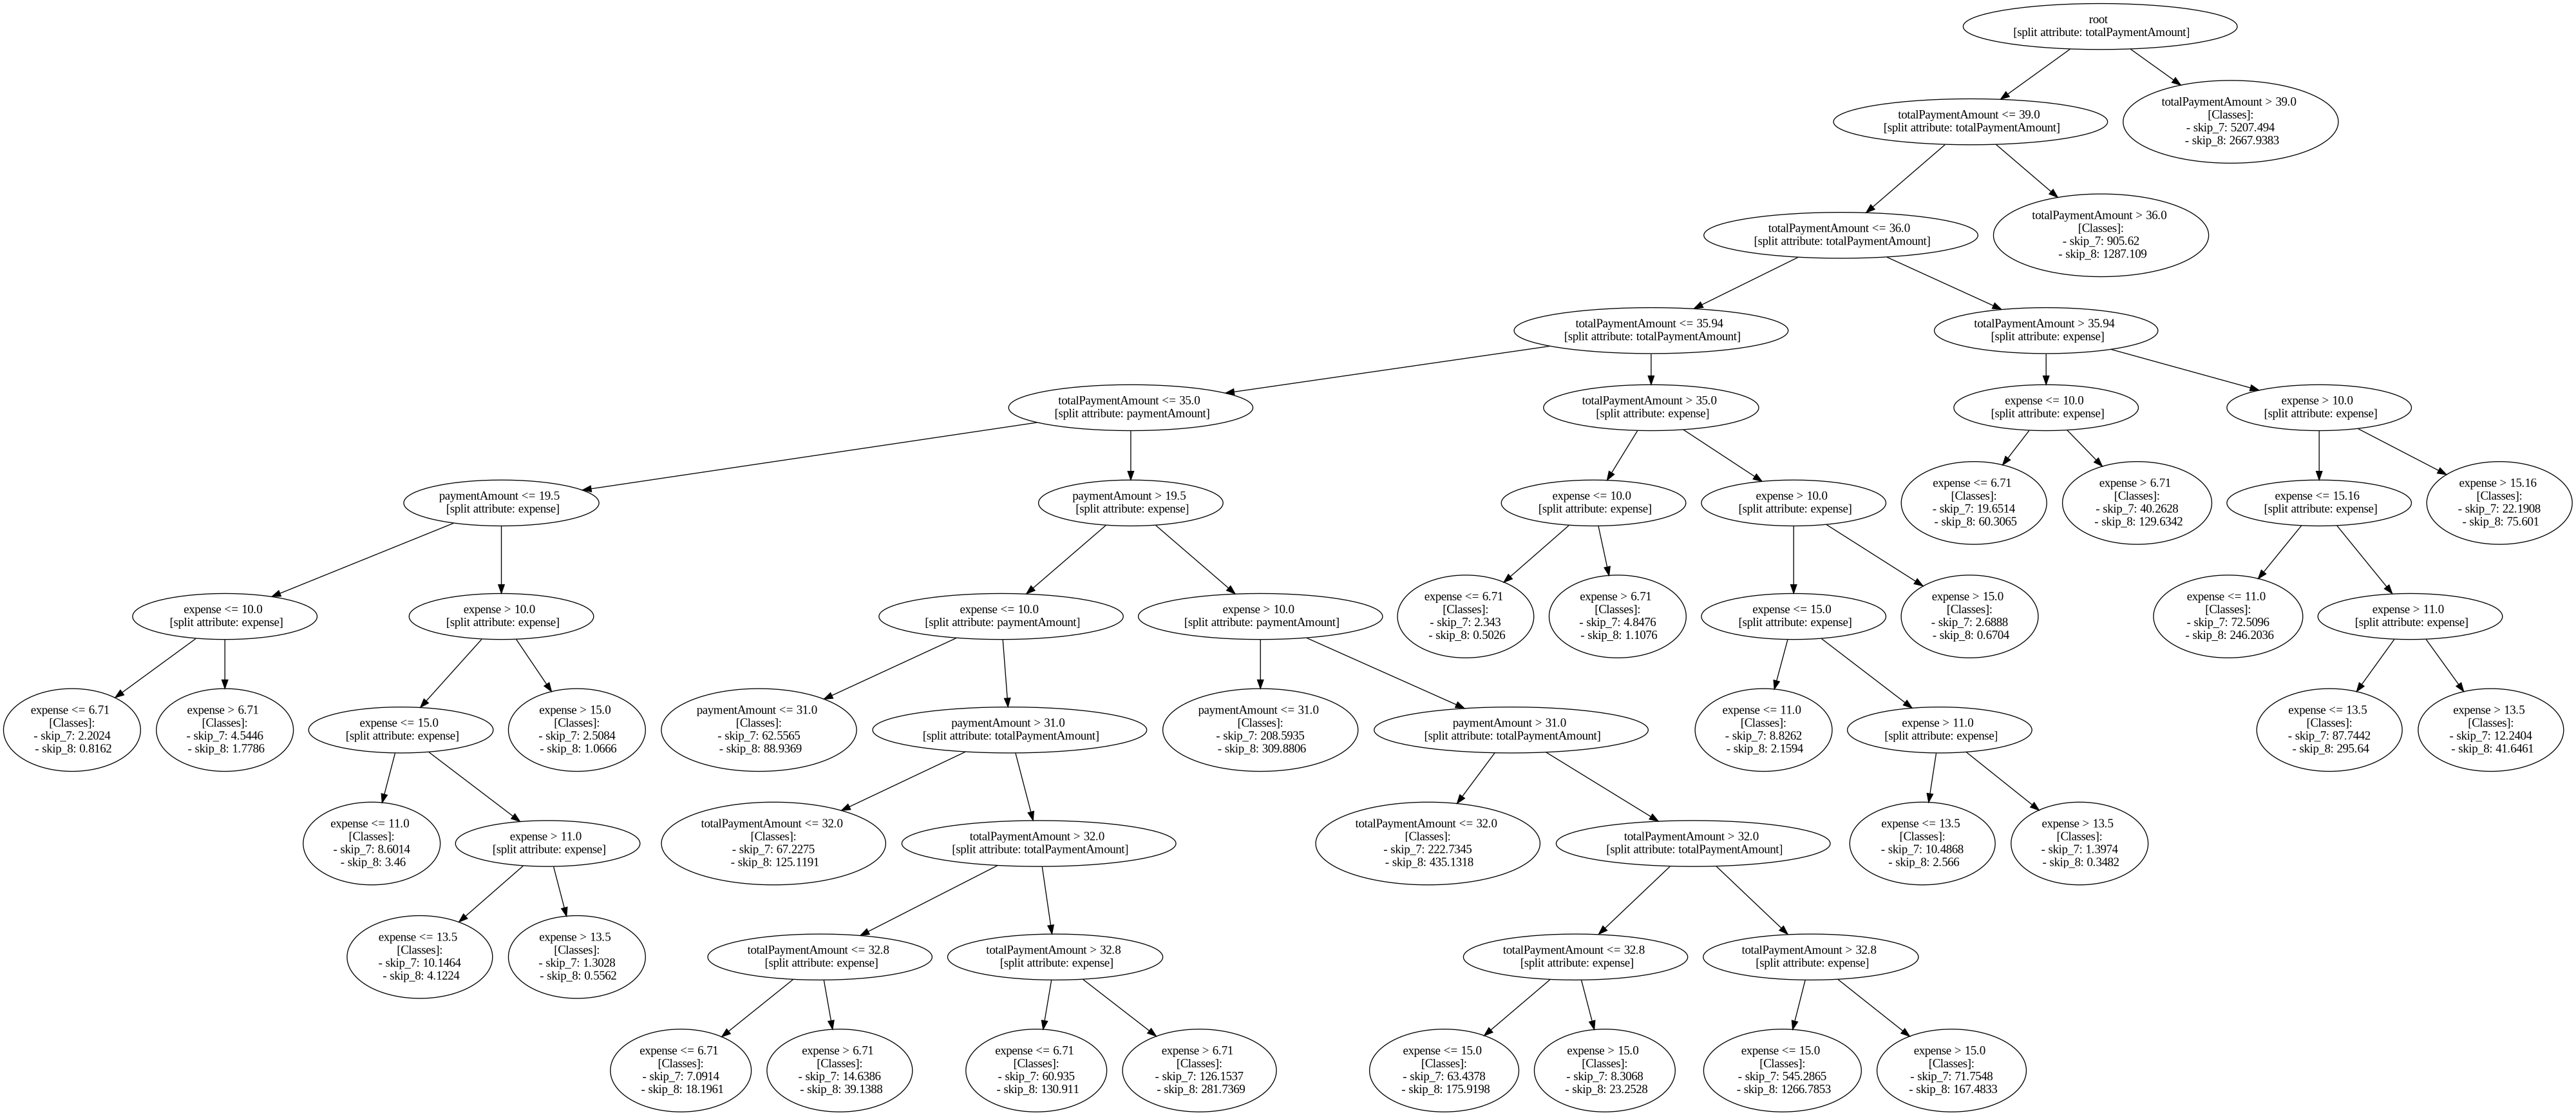 root
[split attribute: totalPaymentAmount]
totalPaymentAmount <= 39.0
[split attribute: totalPaymentAmount]
totalPaymentAmount > 39.0
[Classes]:
- skip_7: 5207.494
- skip_8: 2667.9383
totalPaymentAmount <= 36.0
[split attribute: totalPaymentAmount]
totalPaymentAmount > 36.0
[Classes]:
- skip_7: 905.62
- skip_8: 1287.109
totalPaymentAmount <= 35.94
[split attribute: totalPaymentAmount]
totalPaymentAmount > 35.94
[split attribute: expense]
totalPaymentAmount <= 35.0
[split attribute: paymentAmount]
totalPaymentAmount > 35.0
[split attribute: expense]
expense <= 10.0
[split attribute: expense]
expense > 10.0
[split attribute: expense]
paymentAmount <= 19.5
[split attribute: expense]
paymentAmount > 19.5
[split attribute: expense]
expense <= 10.0
[split attribute: expense]
expense > 10.0
[split attribute: expense]
expense <= 6.71
[Classes]:
- skip_7: 19.6514
- skip_8: 60.3065
expense > 6.71
[Classes]:
- skip_7: 40.2628
- skip_8: 129.6342
expense <= 15.16
[split attribute: expense]
expense > 15.16
[Classes]:
- skip_7: 22.1908
- skip_8: 75.601
expense <= 10.0
[split attribute: expense]
expense > 10.0
[split attribute: expense]
expense <= 10.0
[split attribute: paymentAmount]
expense > 10.0
[split attribute: paymentAmount]
expense <= 6.71
[Classes]:
- skip_7: 2.343
- skip_8: 0.5026
expense > 6.71
[Classes]:
- skip_7: 4.8476
- skip_8: 1.1076
expense <= 15.0
[split attribute: expense]
expense > 15.0
[Classes]:
- skip_7: 2.6888
- skip_8: 0.6704
expense <= 11.0
[Classes]:
- skip_7: 72.5096
- skip_8: 246.2036
expense > 11.0
[split attribute: expense]
expense <= 6.71
[Classes]:
- skip_7: 2.2024
- skip_8: 0.8162
expense > 6.71
[Classes]:
- skip_7: 4.5446
- skip_8: 1.7786
expense <= 15.0
[split attribute: expense]
expense > 15.0
[Classes]:
- skip_7: 2.5084
- skip_8: 1.0666
paymentAmount <= 31.0
[Classes]:
- skip_7: 62.5565
- skip_8: 88.9369
paymentAmount > 31.0
[split attribute: totalPaymentAmount]
paymentAmount <= 31.0
[Classes]:
- skip_7: 208.5935
- skip_8: 309.8806
paymentAmount > 31.0
[split attribute: totalPaymentAmount]
expense <= 11.0
[Classes]:
- skip_7: 8.8262
- skip_8: 2.1594
expense > 11.0
[split attribute: expense]
expense <= 13.5
[Classes]:
- skip_7: 87.7442
- skip_8: 295.64
expense > 13.5
[Classes]:
- skip_7: 12.2404
- skip_8: 41.6461
expense <= 11.0
[Classes]:
- skip_7: 8.6014
- skip_8: 3.46
expense > 11.0
[split attribute: expense]
totalPaymentAmount <= 32.0
[Classes]:
- skip_7: 67.2275
- skip_8: 125.1191
totalPaymentAmount > 32.0
[split attribute: totalPaymentAmount]
totalPaymentAmount <= 32.0
[Classes]:
- skip_7: 222.7345
- skip_8: 435.1318
totalPaymentAmount > 32.0
[split attribute: totalPaymentAmount]
expense <= 13.5
[Classes]:
- skip_7: 10.4868
- skip_8: 2.566
expense > 13.5
[Classes]:
- skip_7: 1.3974
- skip_8: 0.3482
expense <= 13.5
[Classes]:
- skip_7: 10.1464
- skip_8: 4.1224
expense > 13.5
[Classes]:
- skip_7: 1.3028
- skip_8: 0.5562
totalPaymentAmount <= 32.8
[split attribute: expense]
totalPaymentAmount > 32.8
[split attribute: expense]
totalPaymentAmount <= 32.8
[split attribute: expense]
totalPaymentAmount > 32.8
[split attribute: expense]
expense <= 6.71
[Classes]:
- skip_7: 7.0914
- skip_8: 18.1961
expense > 6.71
[Classes]:
- skip_7: 14.6386
- skip_8: 39.1388
expense <= 6.71
[Classes]:
- skip_7: 60.935
- skip_8: 130.911
expense > 6.71
[Classes]:
- skip_7: 126.1537
- skip_8: 281.7369
expense <= 15.0
[Classes]:
- skip_7: 63.4378
- skip_8: 175.9198
expense > 15.0
[Classes]:
- skip_7: 8.3068
- skip_8: 23.2528
expense <= 15.0
[Classes]:
- skip_7: 545.2865
- skip_8: 1266.7853
expense > 15.0
[Classes]:
- skip_7: 71.7548
- skip_8: 167.4833